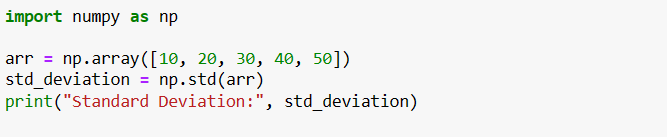 import numpy as np
arr = np.array([10, 20, 30, 40, 50])
std_deviation = np.std(arr)
print("Standard Deviation:", std_deviation)